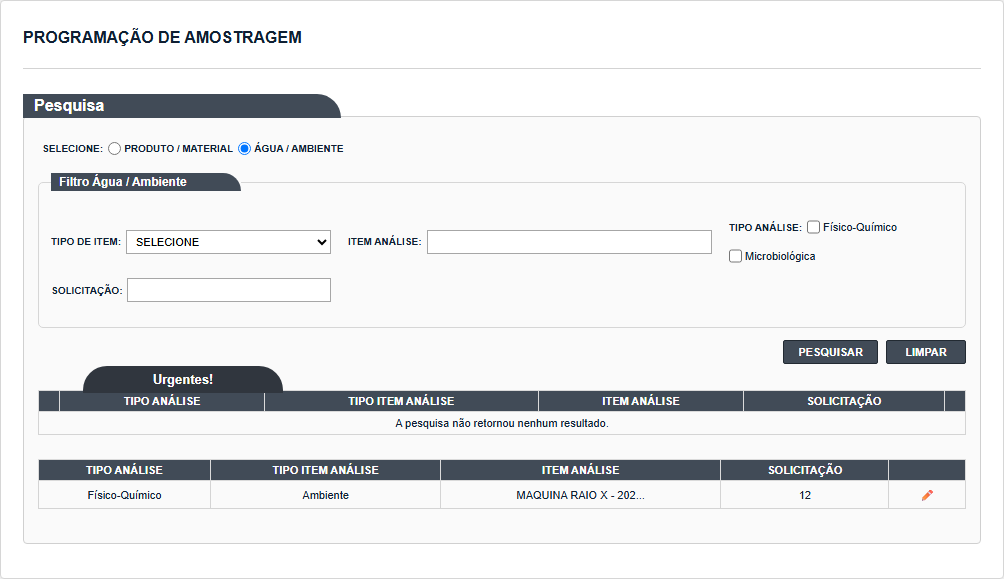 PROGRAMAÇÃO DE AMOSTRAGEM
Pesquisa
SELECIONE: PRODUTO / MATERIAL ÁGUA / AMBIENTE
Filtro Água / Ambiente
TIPO DE ITEM: SELECIONE ITEM ANÁLISE: TIPO ANÁLISE: Físico-Químico
Microbiológica
SOLICITAÇÃO:
PESQUISAR LIMPAR
Urgentes!
TIPO ANÁLISE TIPO ITEM ANÁLISE ITEM ANÁLISE SOLICITAÇÃO
A pesquisa não retornou nenhum resultado.
TIPO ANÁLISE TIPO ITEM ANÁLISE ITEM ANÁLISE SOLICITAÇÃO
Físico-Químico Ambiente MAQUINA RAIO X - 202... 12